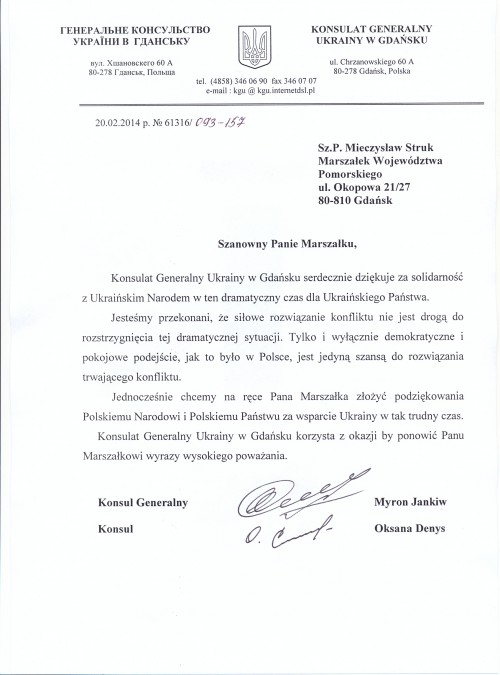 ГЕНЕРАЛЬНЕ КОНСУЛЬСТВО
УКРАЇНИ В ГДАНСЬКУ
вул. Хшановскего 60 А
80-278 Гданськ, Польща
KONSULAT GENERALNY
UKRAINY W GDAŃSKU
ul. Chrzanowskiego 60 A
80-278 Gdańsk, Polska
tel. (4858) 346 06 90 fax 346 07 07
e-mail : kgu @ kgu.internetdsl.pl
20.02.2014 р. № 61316/ 093-157
Sz.P. Mieczysław Struk
Marszałek Województwa
Pomorskiego
ul. Okopowa 21/27
80-810 Gdańsk
Szanowny Panie Marszałku,
Konsulat Generalny Ukrainy w Gdańsku serdecznie dziękuje za solidarność
z Ukraińskim Narodem w ten dramatyczny czas dla Ukraińskiego Państwa.
Jesteśmy przekonani, że siłowe rozwiązanie konfliktu nie jest drogą do
rozstrzygnięcia tej dramatycznej sytuacji. Tylko i wyłącznie demokratyczne i
pokojowe podejście, jak to było w Polsce, jest jedyną szansą do rozwiązania
trwającego konfliktu.
Jednocześnie chcemy na ręce Pana Marszałka złożyć podziękowania
Polskiemu Narodowi i Polskiemu Państwu za wsparcie Ukrainy w tak trudny czas.
Konsulat Generalny Ukrainy w Gdańsku korzysta z okazji by ponowić Panu
Marszałkowi wyrazy wysokiego poważania.
Konsul Generalny Myron Jankiw
Konsul Oksana Denys